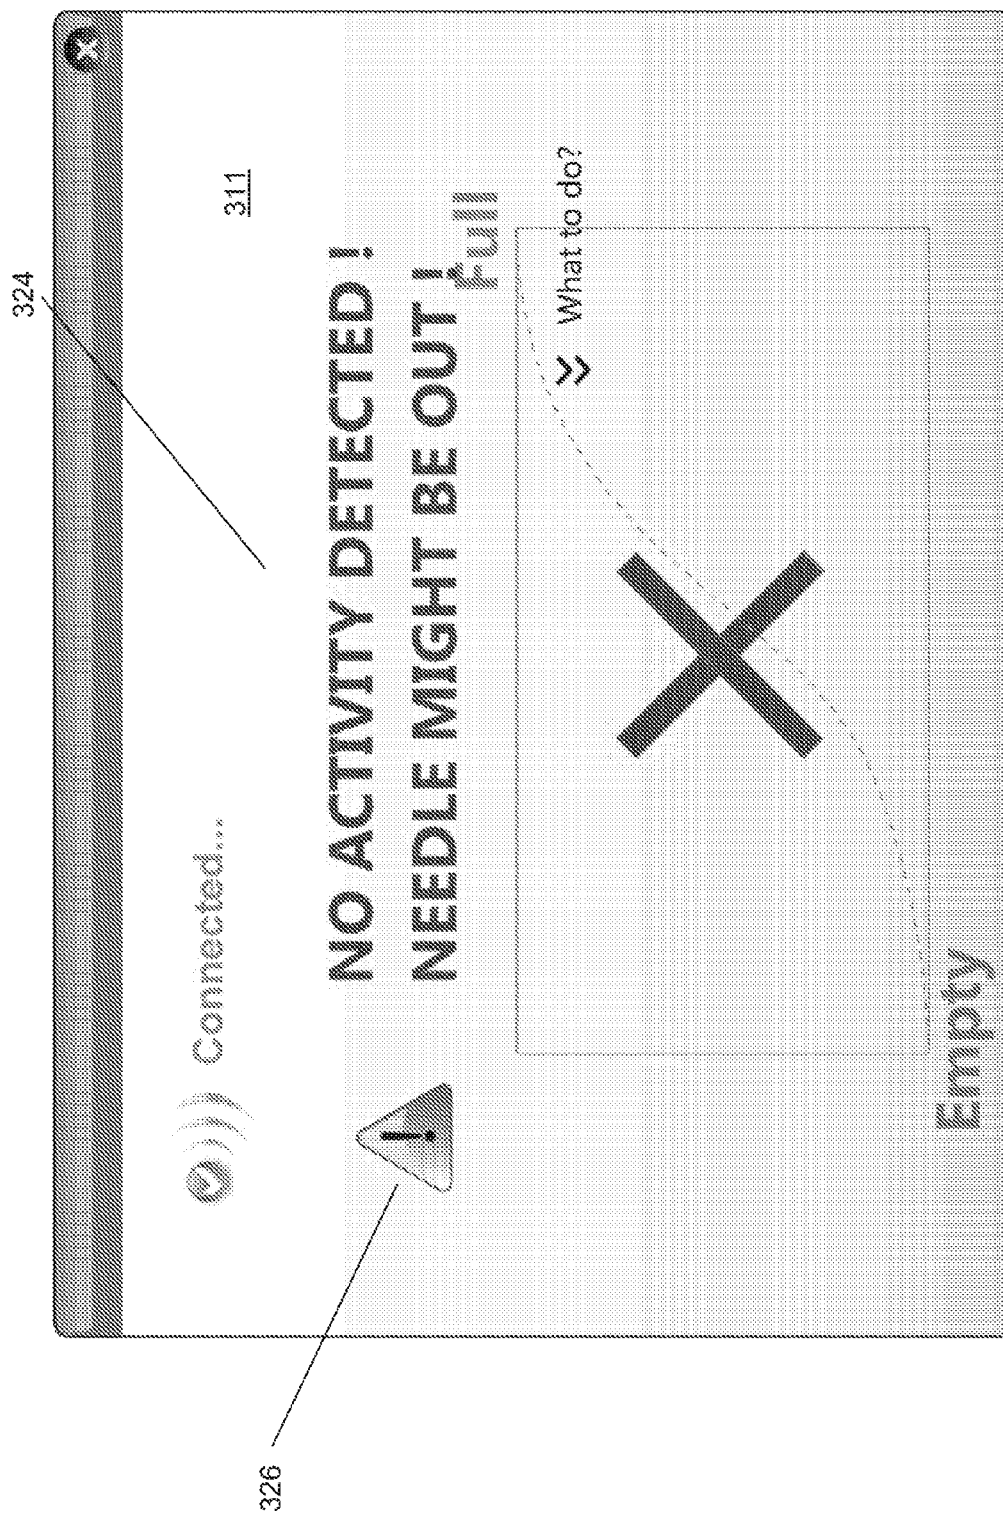 324
311
Connected...
NO ACTIVITY DETECTED !
NEEDLE MIGHT BE OUT !
326
Full
What to do?
Empty